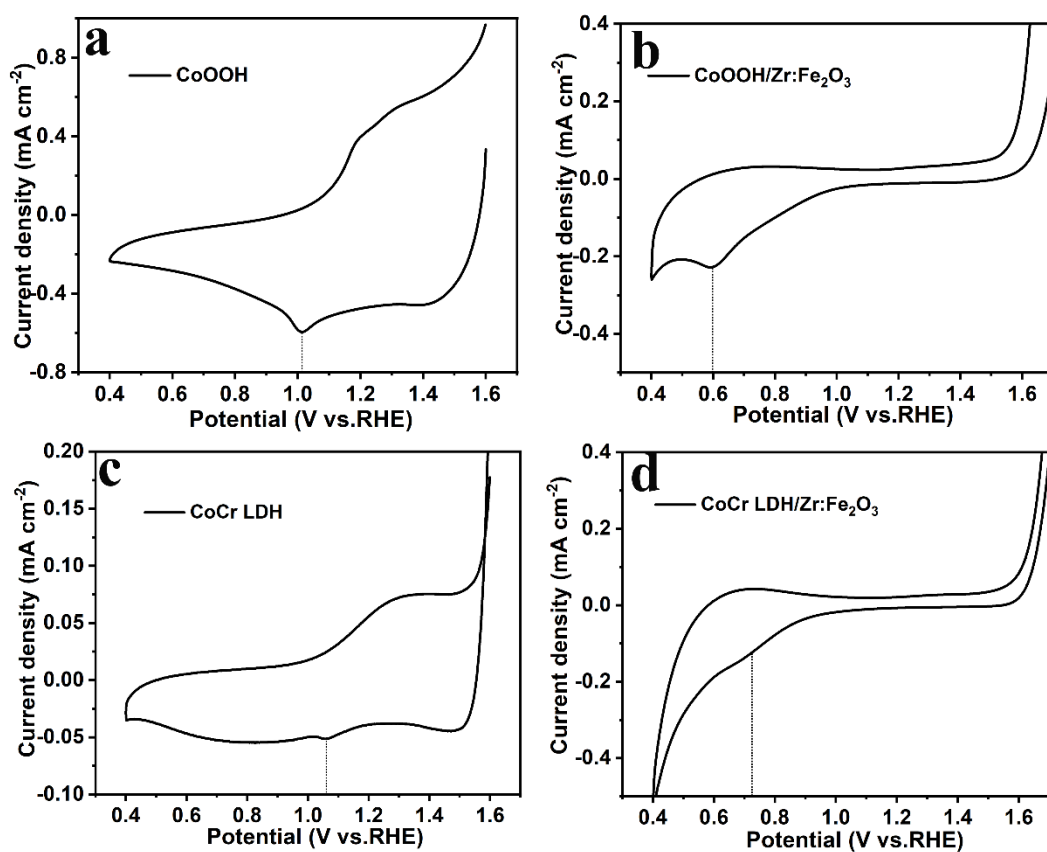 a
CoOOH
0.8
0.4
0.0
-0.4
-0.8
Current density (mA cm⁻²)
0.4 0.6 0.8 1.0 1.2 1.4 1.6
Potential (V vs.RHE)
b
CoOOH/Zr:Fe₂O₃
0.4
0.2
0.0
-0.2
-0.4
Current density (mA cm⁻²)
0.4 0.6 0.8 1.0 1.2 1.4 1.6
Potential (V vs.RHE)
c
CoCr LDH
0.20
0.15
0.10
0.05
0.00
-0.05
-0.10
Current density (mA cm⁻²)
0.4 0.6 0.8 1.0 1.2 1.4 1.6
Potential (V vs.RHE)
d
CoCr LDH/Zr:Fe₂O₃
0.4
0.2
0.0
-0.2
-0.4
Current density (mA cm⁻²)
0.4 0.6 0.8 1.0 1.2 1.4 1.6
Potential (V vs.RHE)